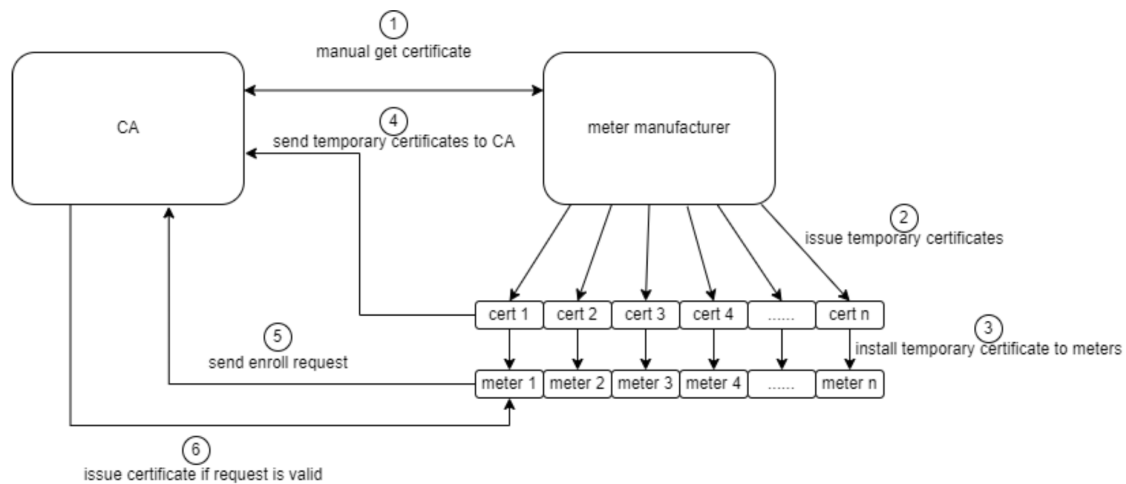 1
manual get certificate
CA
meter manufacturer
4
send temporary certificates to CA
2
issue temporary certificates
cert 1 cert 2 cert 3 cert 4 ...... cert n
3
install temporary certificate to meters
5
send enroll request
meter 1 meter 2 meter 3 meter 4 ...... meter n
6
issue certificate if request is valid